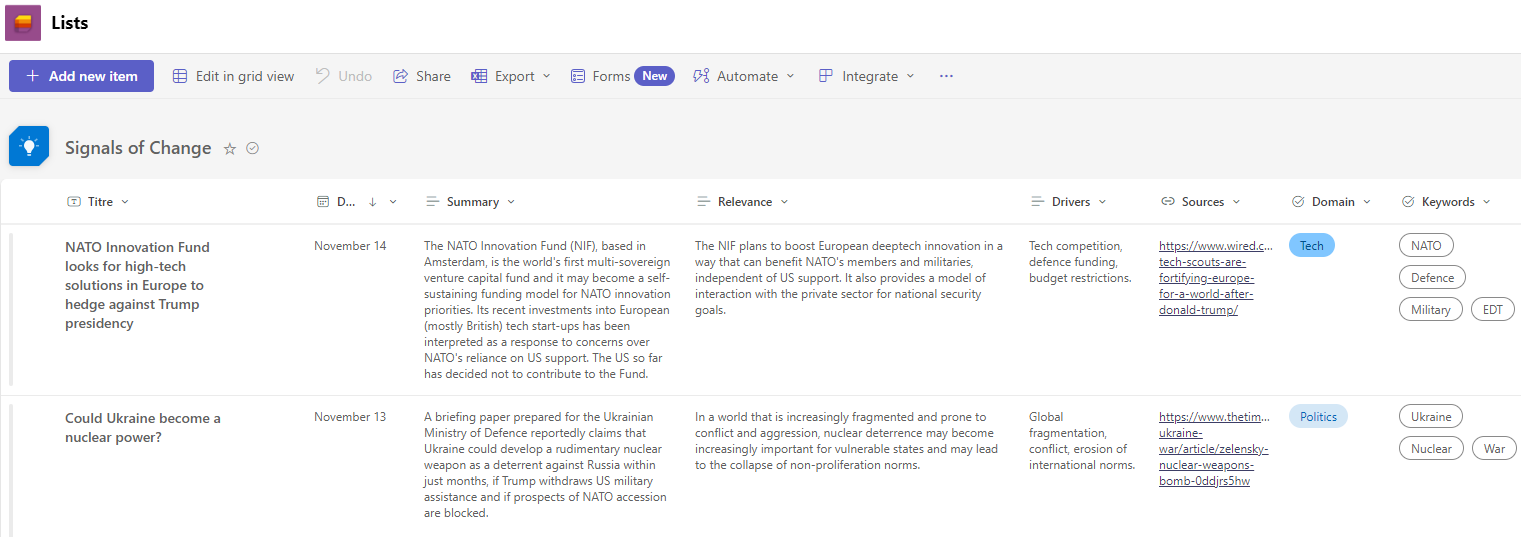 Lists
Add new item
Edit in grid view
Undo
Share
Export
Forms
New
Automate
Integrate
Signals of Change
Titre
D...
Summary
Relevance
Drivers
Sources
Domain
Keywords
NATO Innovation Fund
looks for high-tech
solutions in Europe to
hedge against Trump
presidency
November 14
The NATO Innovation Fund (NIF), based in
Amsterdam, is the world's first multi-sovereign
venture capital fund and it may become a self-
sustaining funding model for NATO innovation
priorities. Its recent investments into European
(mostly British) tech start-ups has been
interpreted as a response to concerns over
NATO's reliance on US support. The US so far
has decided not to contribute to the Fund.
The NIF plans to boost European deeptech innovation in a
way that can benefit NATO's members and militaries,
independent of US support. It also provides a model of
interaction with the private sector for national security
goals.
Tech competition,
defence funding,
budget restrictions.
https://www.wired.c...
tech-scouts-are-
fortifying-europe-
for-a-world-after-
donald-trump/
Tech
NATO
Defence
Military
EDT
Could Ukraine become a
nuclear power?
November 13
A briefing paper prepared for the Ukrainian
Ministry of Defence reportedly claims that
Ukraine could develop a rudimentary nuclear
weapon as a deterrent against Russia within
just months, if Trump withdraws US military
assistance and if prospects of NATO accession
are blocked.
In a world that is increasingly fragmented and prone to
conflict and aggression, nuclear deterrence may become
increasingly important for vulnerable states and may lead
to the collapse of non-proliferation norms.
Global
fragmentation,
conflict, erosion of
international norms.
https://www.thetim...
ukraine-
war/article/zelensky-
nuclear-weapons-
bomb-0ddjrs5hw
Politics
Ukraine
Nuclear
War